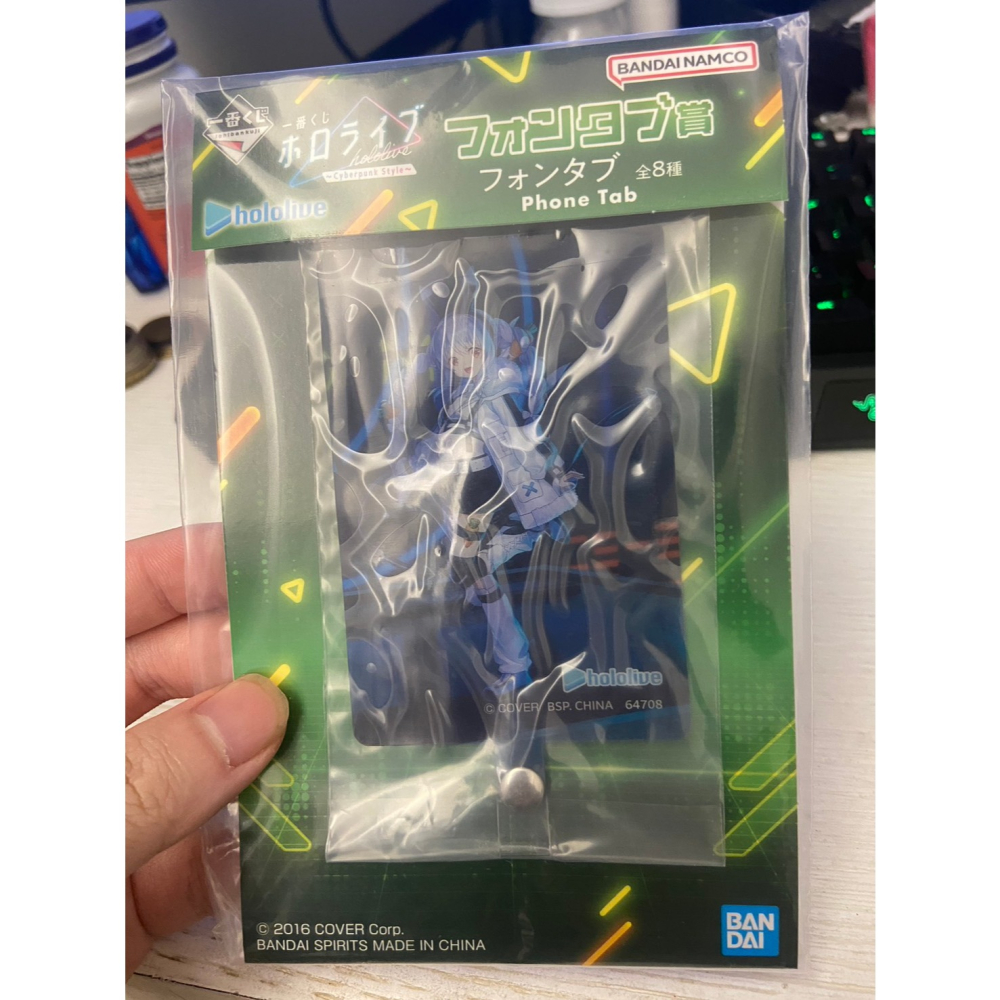 BANDAI NAMCO
一番くじ
一番くじ
ホロライブ
hololive
～Cyberpunk Style～
hololive
フォンタブ賞
フォンタブ 全8種
Phone Tab
hololive
© COVER BSP. CHINA 64708
© 2016 COVER Corp.
BANDAI SPIRITS MADE IN CHINA
BAN
DAI